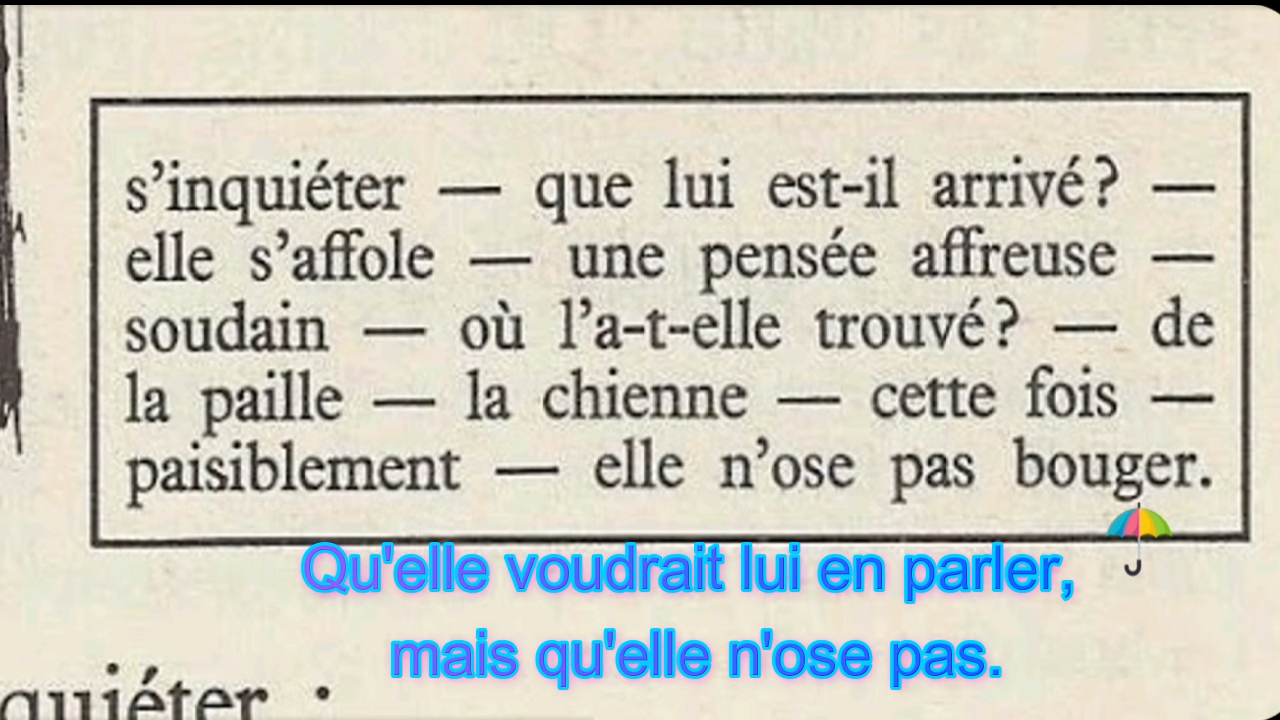 s'inquiéter — que lui est-il arrivé? —
elle s'affole — une pensée affreuse —
soudain — où l'a-t-elle trouvé? — de
la paille — la chienne — cette fois —
paisiblement — elle n'ose pas bouger.
Qu'elle voudrait lui en parler,
mais qu'elle n'ose pas.
quiéter :